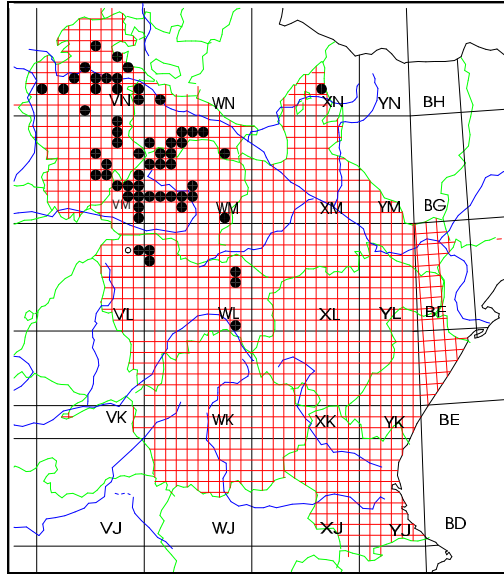 VN WN XN YN BH
VM WM XM YM BG
VL WL XL YL BF
VK WK XK YK BE
VJ WJ XJ YJ BD